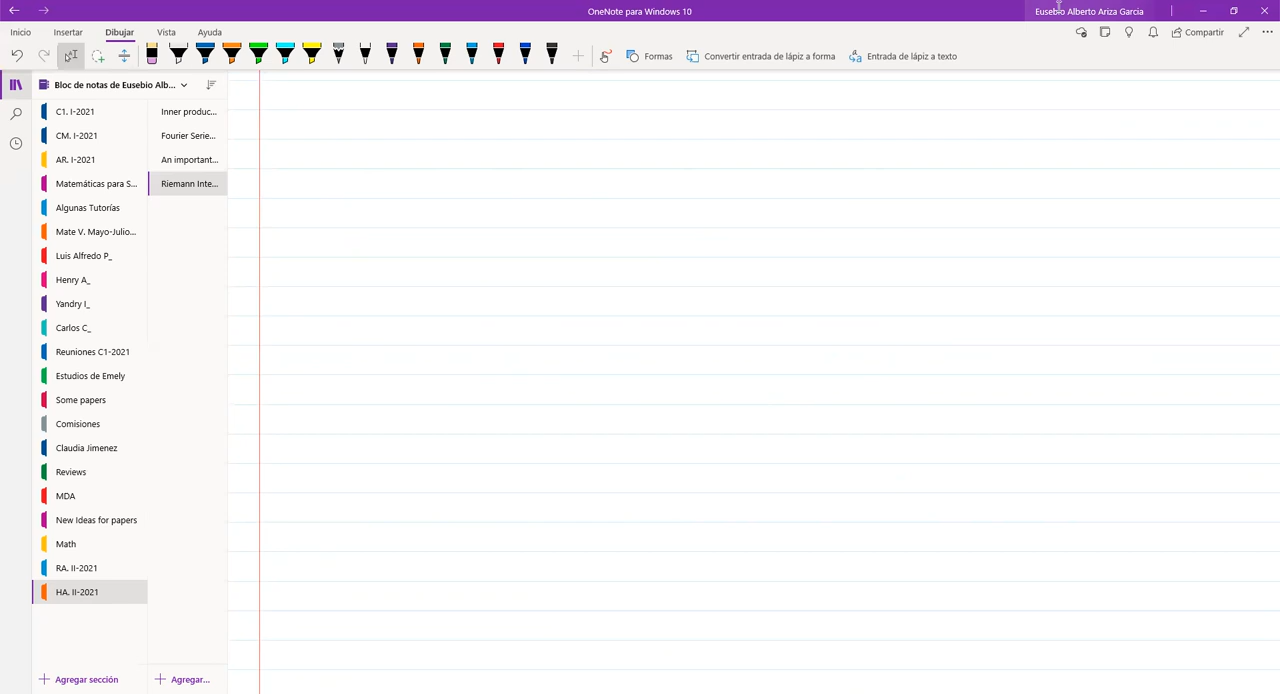 OneNote para Windows 10
Eusebio Alberto Ariza Garcia
Inicio
Insertar
Dibujar
Vista
Ayuda
Compartir
Formas
Convertir entrada de lápiz a forma
Entrada de lápiz a texto
Bloc de notas de Eusebio Alb...
C1. I-2021
CM. I-2021
AR. I-2021
Matemáticas para S...
Algunas Tutorías
Mate V. Mayo-Julio...
Luis Alfredo P_
Henry A_
Yandry I_
Carlos C_
Reuniones C1-2021
Estudios de Emely
Some papers
Comisiones
Claudia Jimenez
Reviews
MDA
New Ideas for papers
Math
RA. II-2021
HA. II-2021
Agregar sección
Inner produc...
Fourier Serie...
An important...
Riemann Inte...
Agregar...